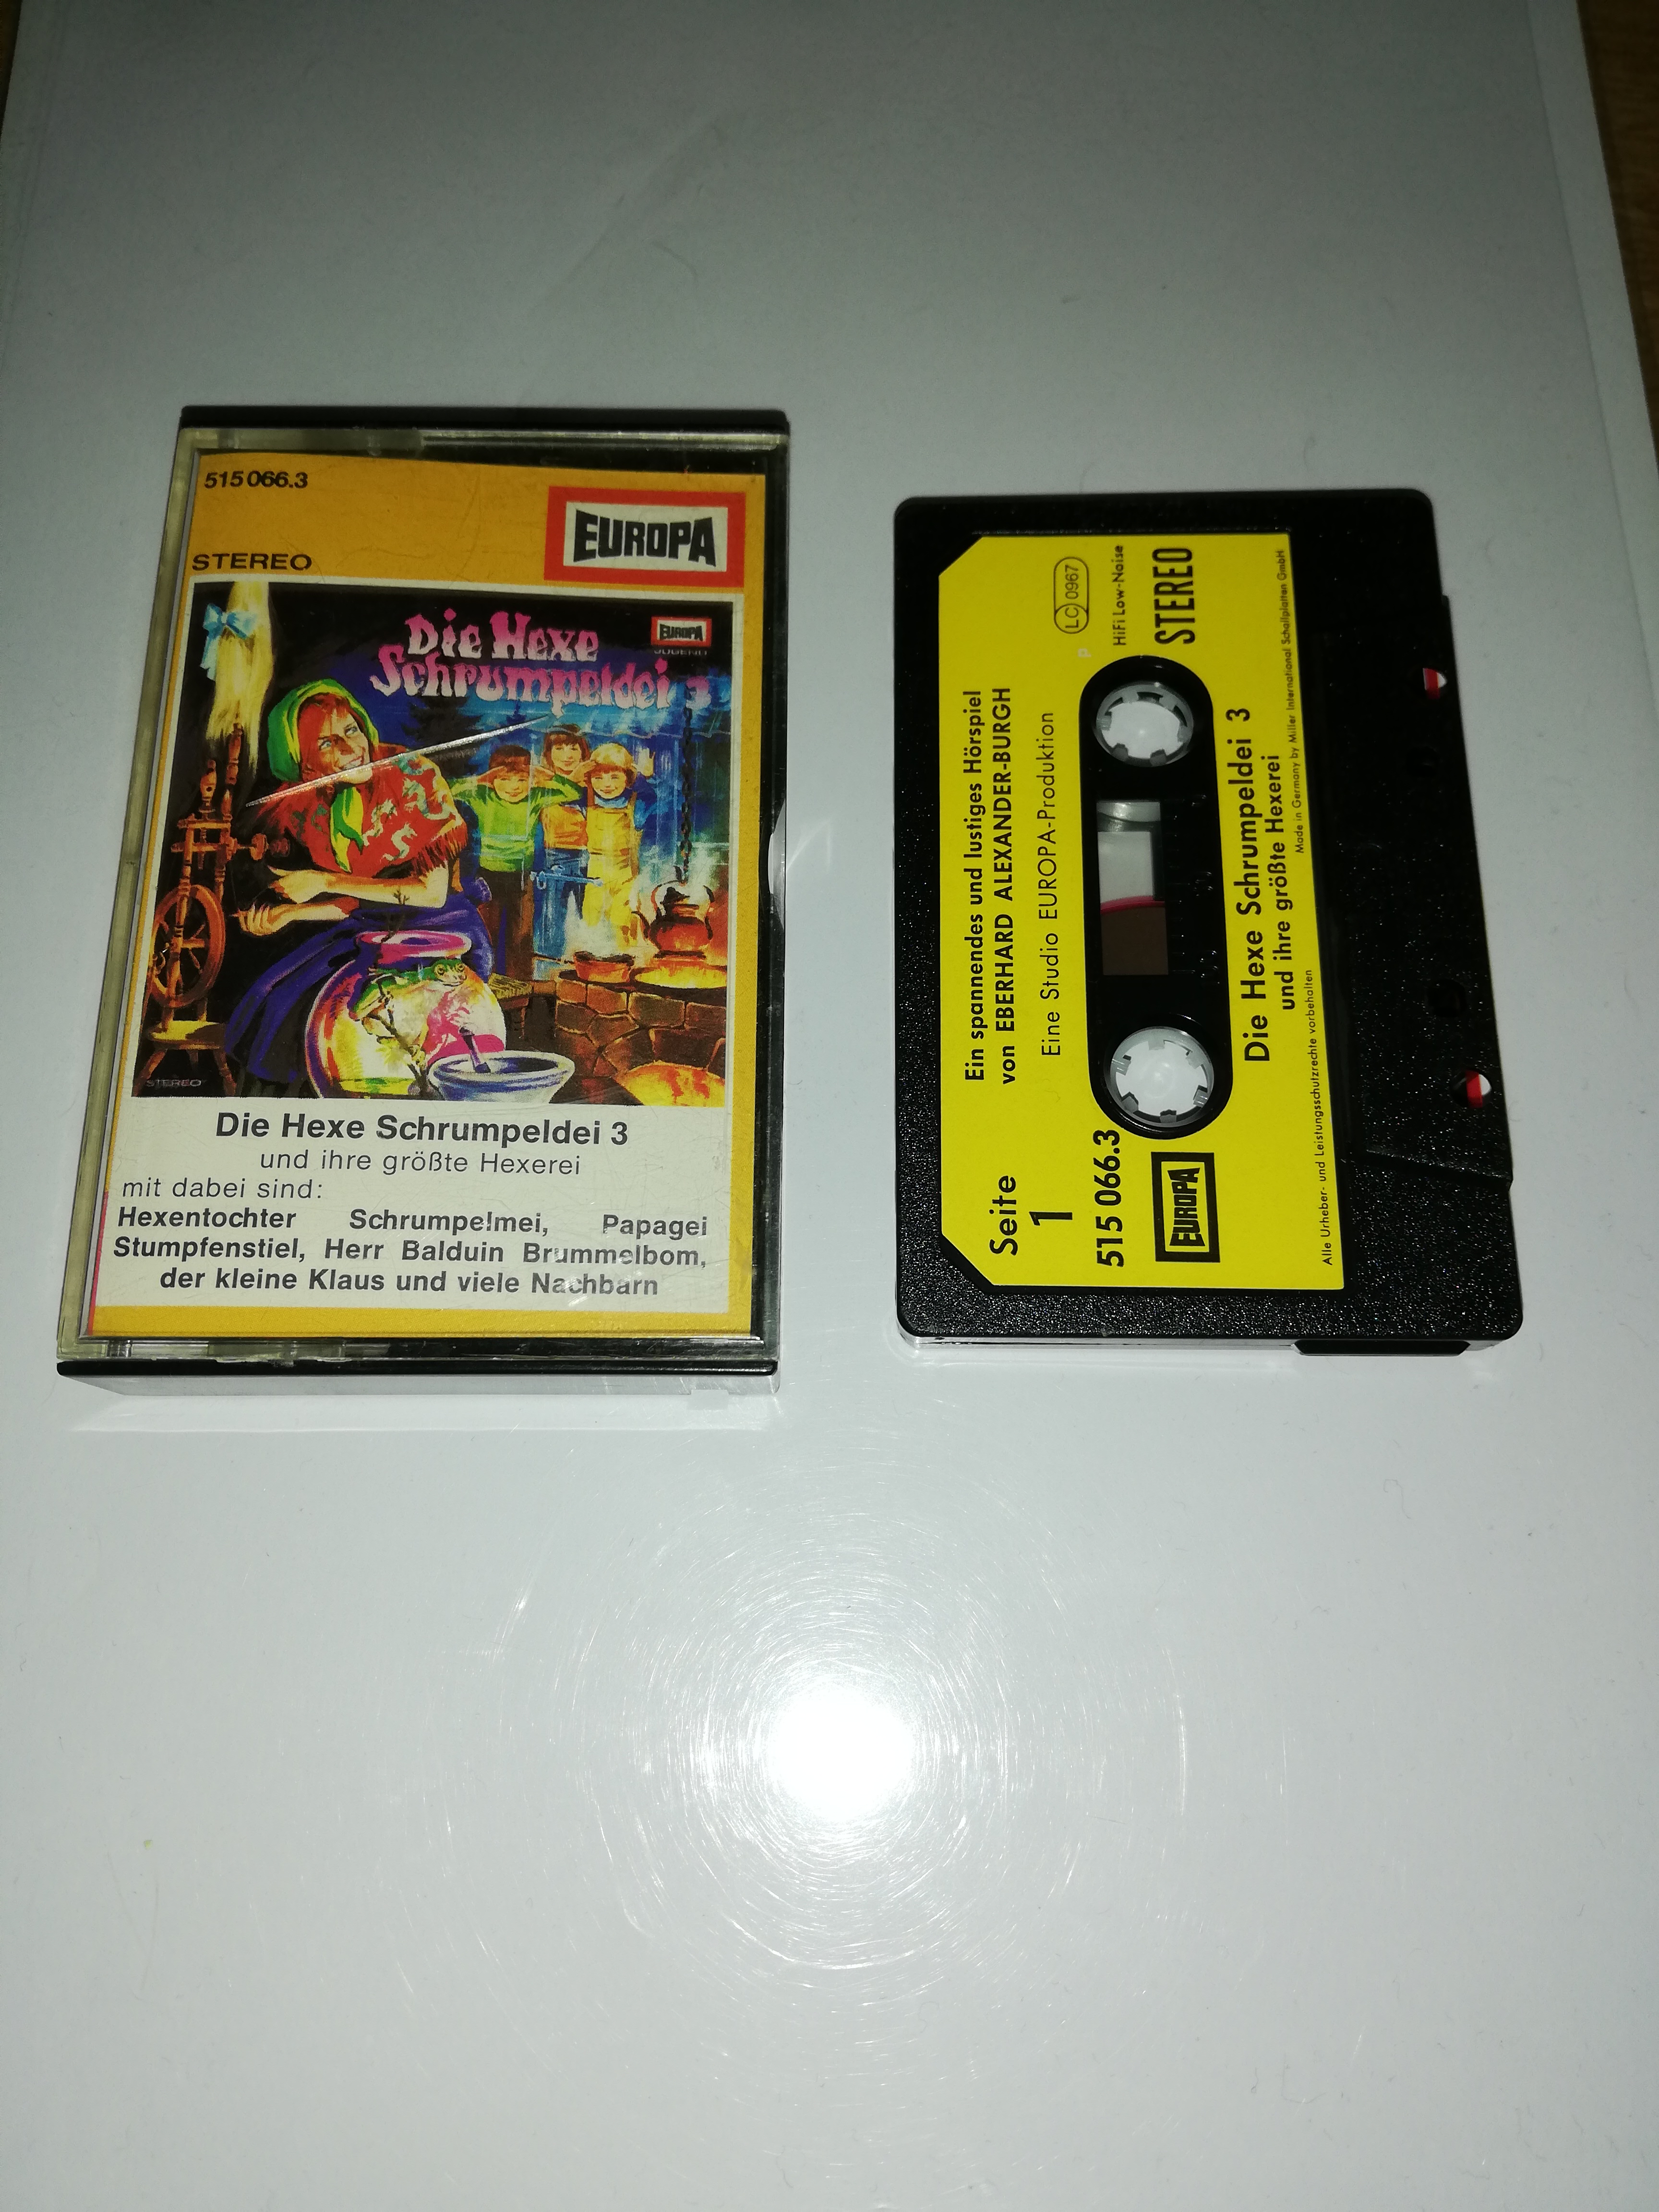 515 066.3
EUROPA
STEREO
Die Hexe
Schrumpeldei 3
EUROPA
JUGEND
STEREO
Die Hexe Schrumpeldei 3
und ihre größte Hexerei
mit dabei sind:
Hexentochter Schrumpelmei, Papagei
Stumpfenstiel, Herr Balduin Brummelbom,
der kleine Klaus und viele Nachbarn
Ein spannendes und lustiges Hörspiel
von EBERHARD ALEXANDER-BURGH
Eine Studio EUROPA-Produktion
LC 0967
P
HiFi Low-Noise
STEREO
Seite
1
515 066.3
EUROPA
Die Hexe Schrumpeldei 3
und ihre größte Hexerei
Made in Germany by Miller International Schallplatten GmbH
Alle Urheber- und Leistungsschutzrechte vorbehalten